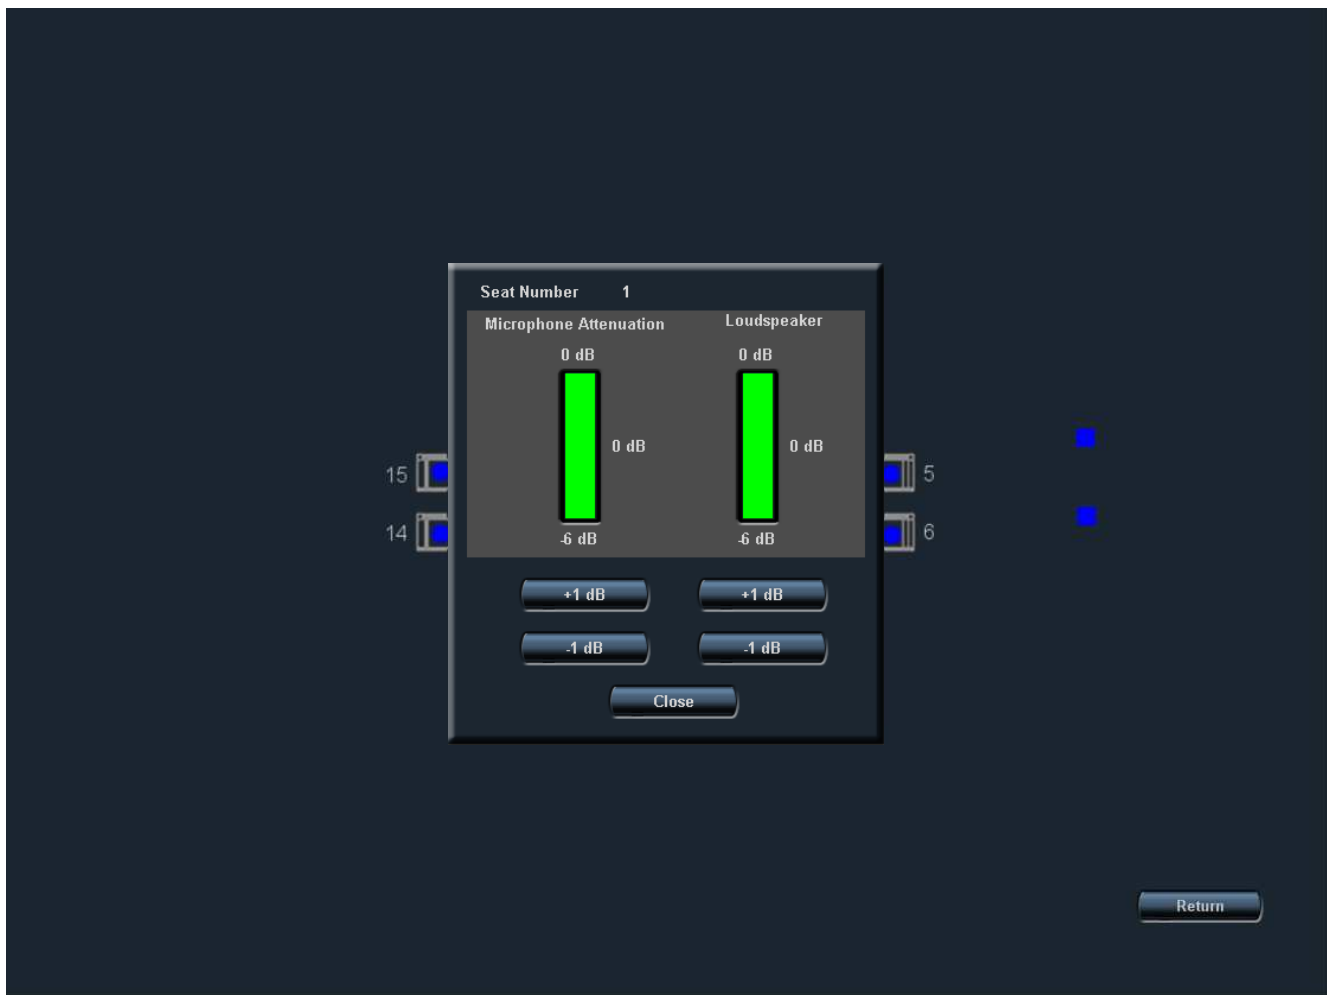 Seat Number 1
Microphone Attenuation Loudspeaker
0 dB 0 dB
0 dB 0 dB
15 5
14 6
-6 dB -6 dB
+1 dB +1 dB
-1 dB -1 dB
Close
Return